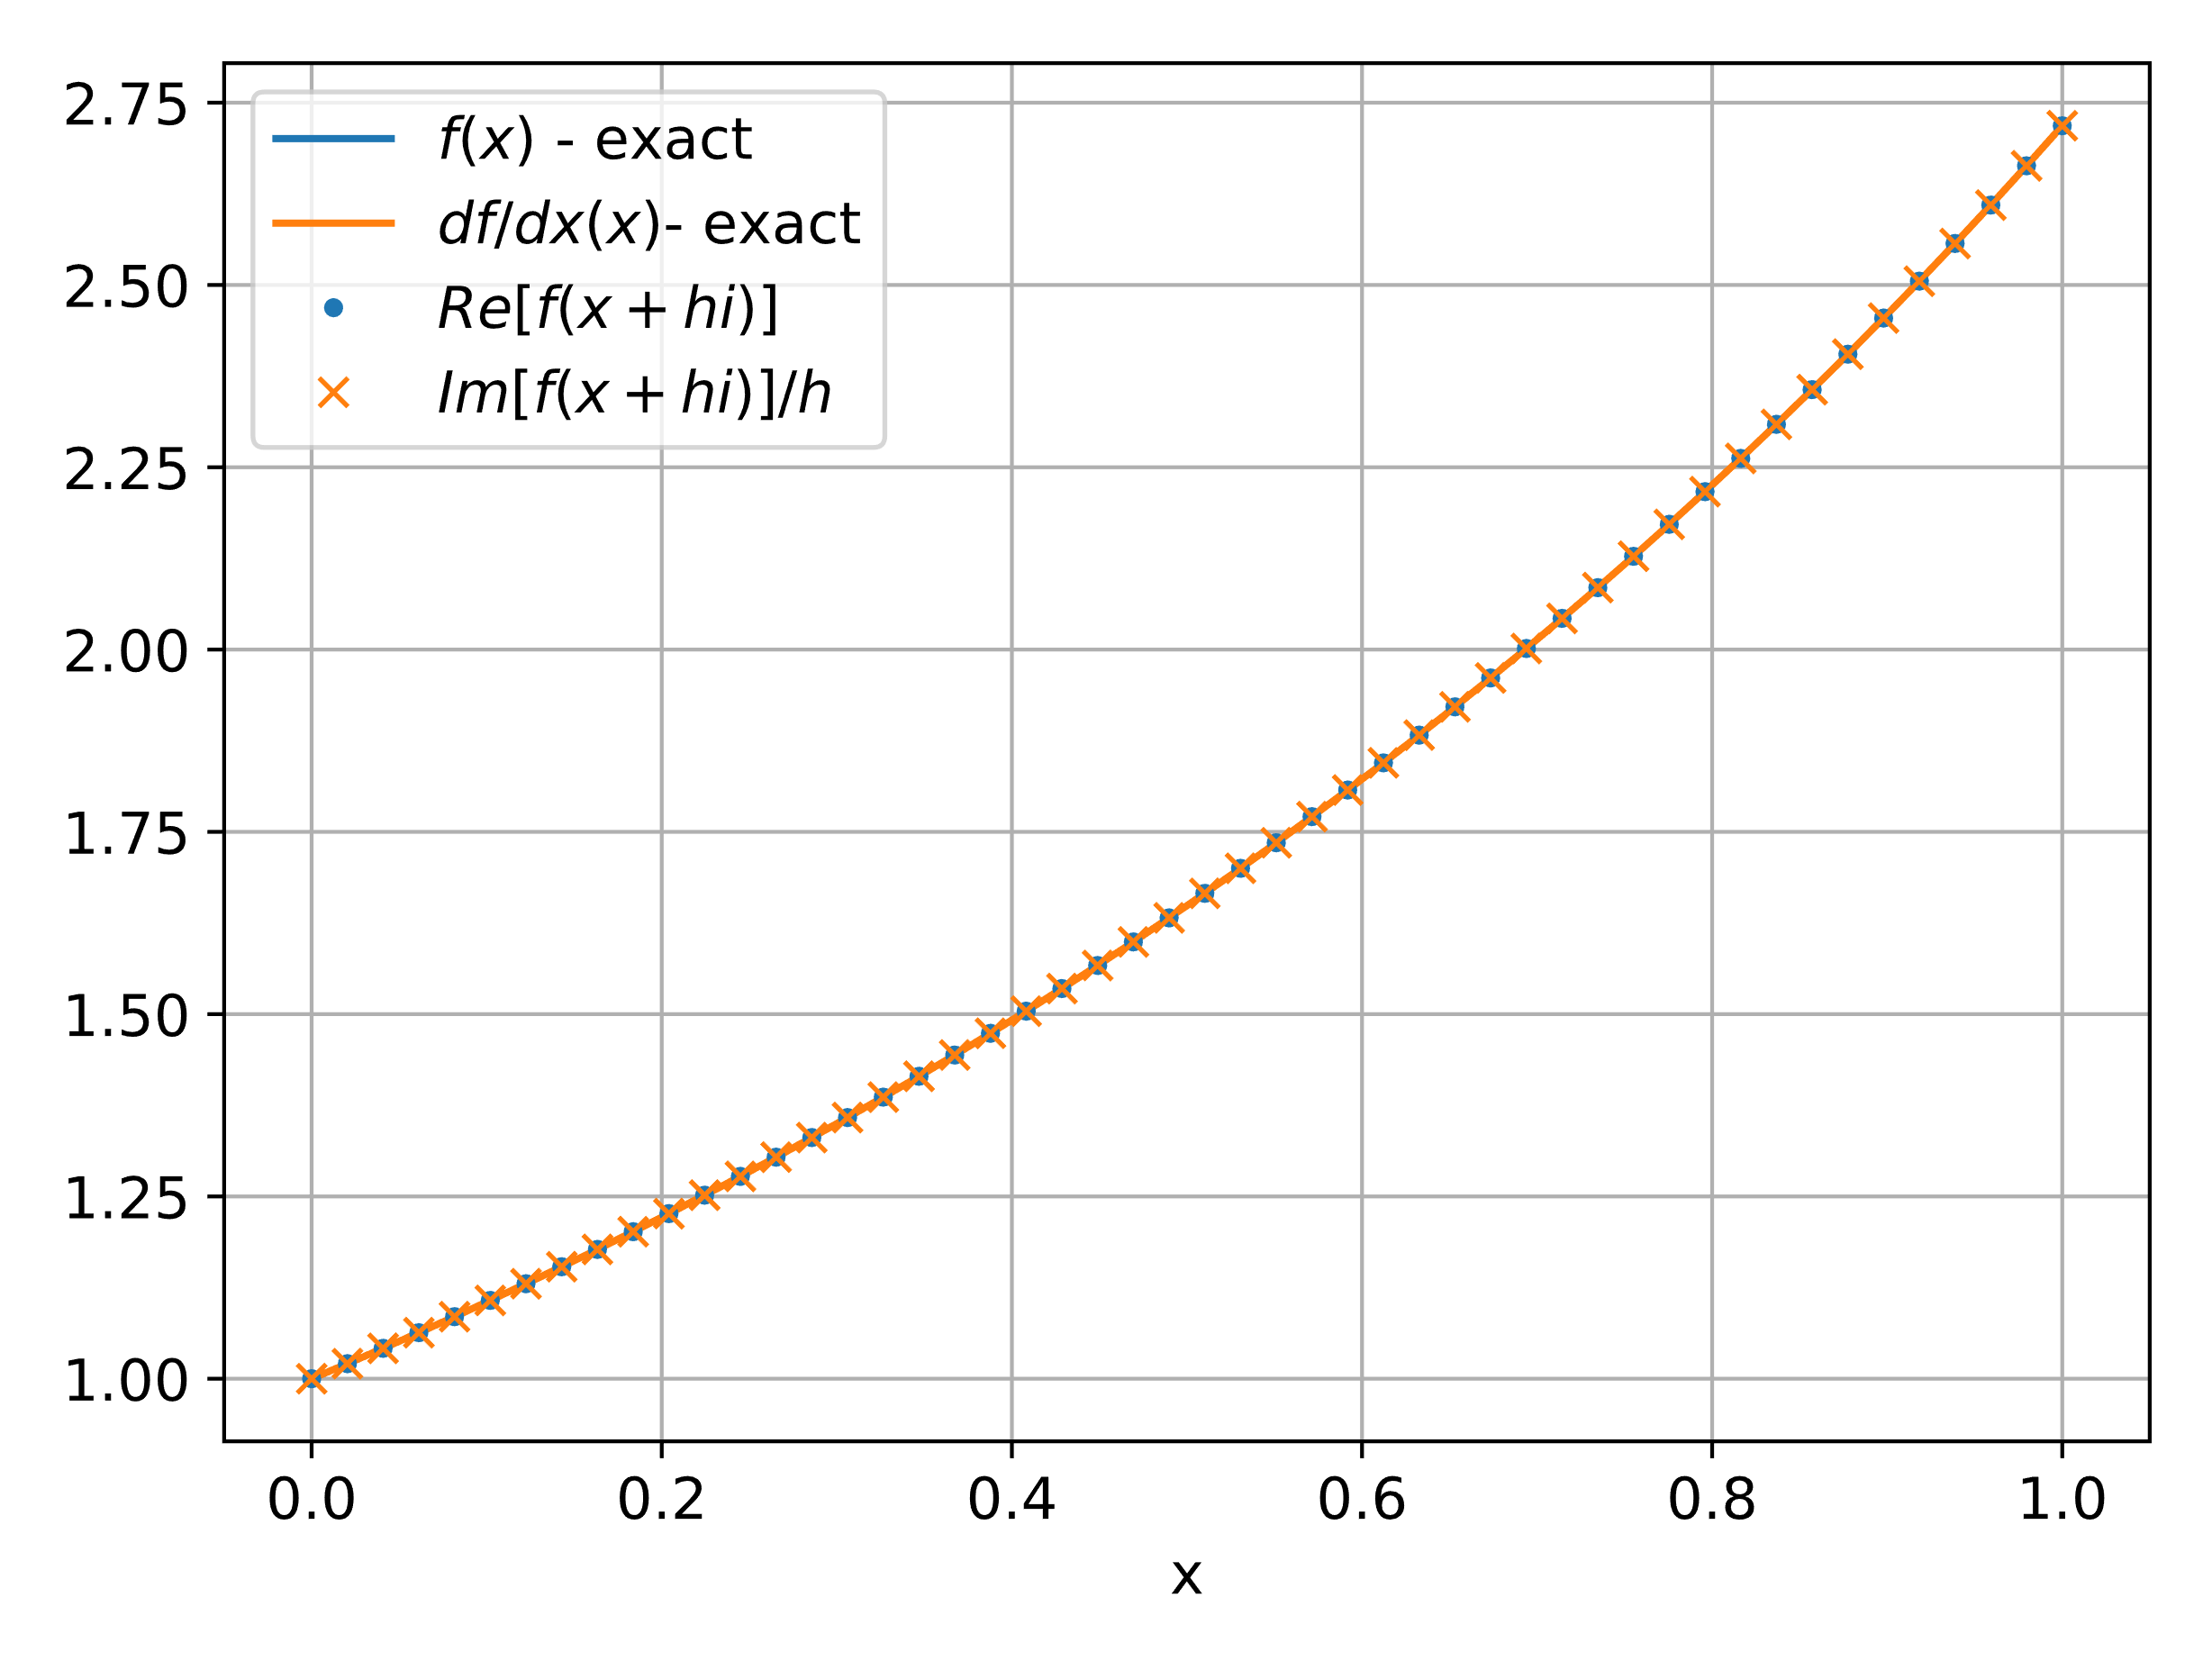 2.75
2.50
2.25
2.00
1.75
1.50
1.25
1.00
f(x) - exact
df/dx(x)- exact
Re[f(x + hi)]
Im[f(x + hi)]/h
0.0 0.2 0.4 0.6 0.8 1.0
x